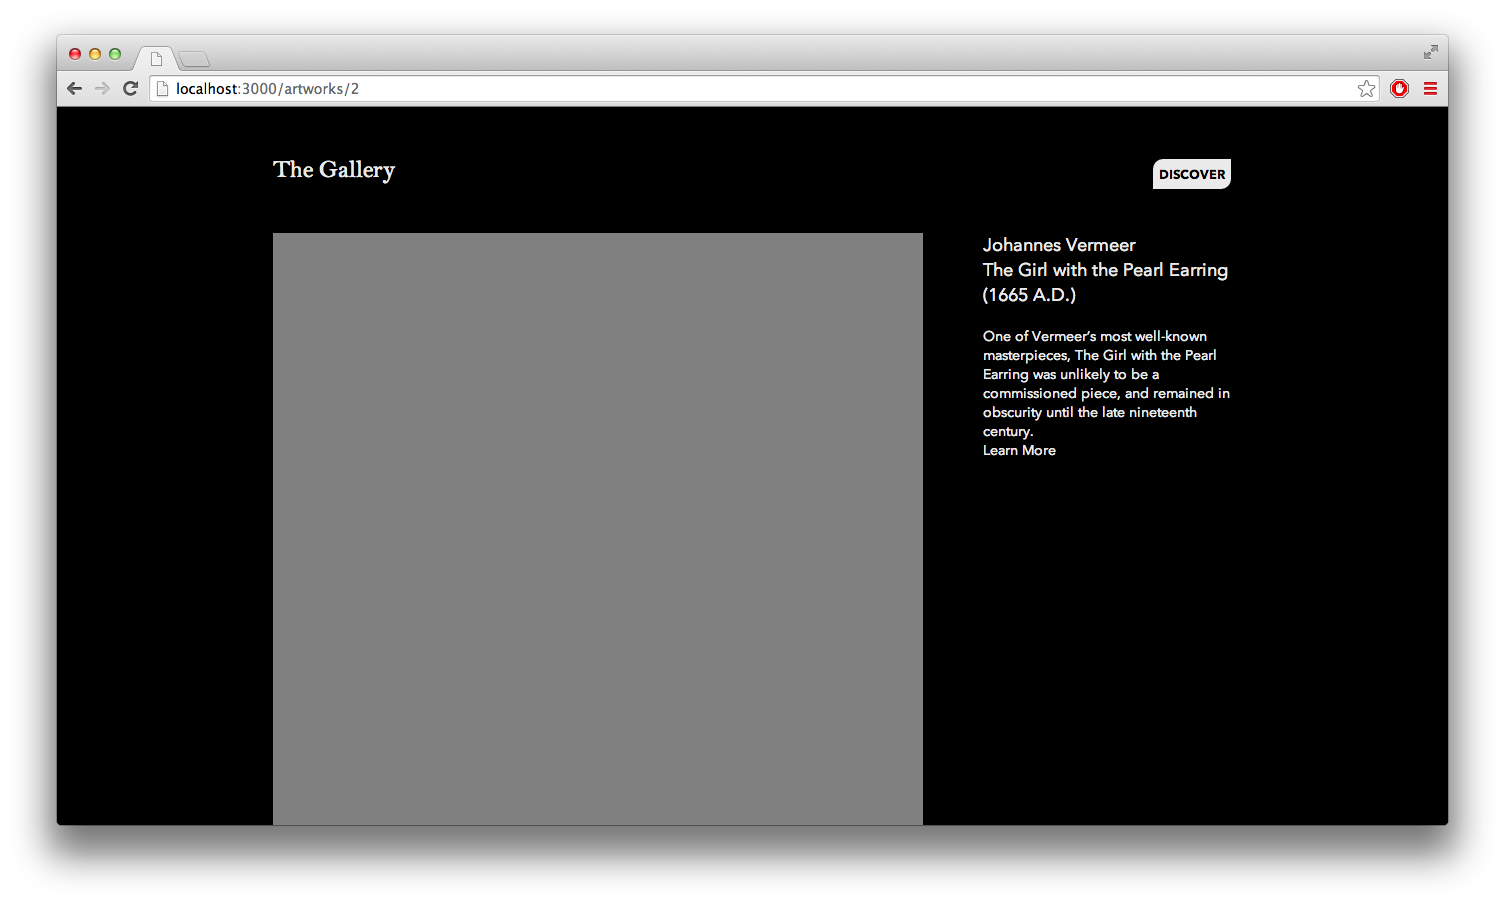 localhost:3000/artworks/2
The Gallery
DISCOVER
Johannes Vermeer
The Girl with the Pearl Earring
(1665 A.D.)
One of Vermeer’s most well-known
masterpieces, The Girl with the Pearl
Earring was unlikely to be a
commissioned piece, and remained in
obscurity until the late nineteenth
century.
Learn More